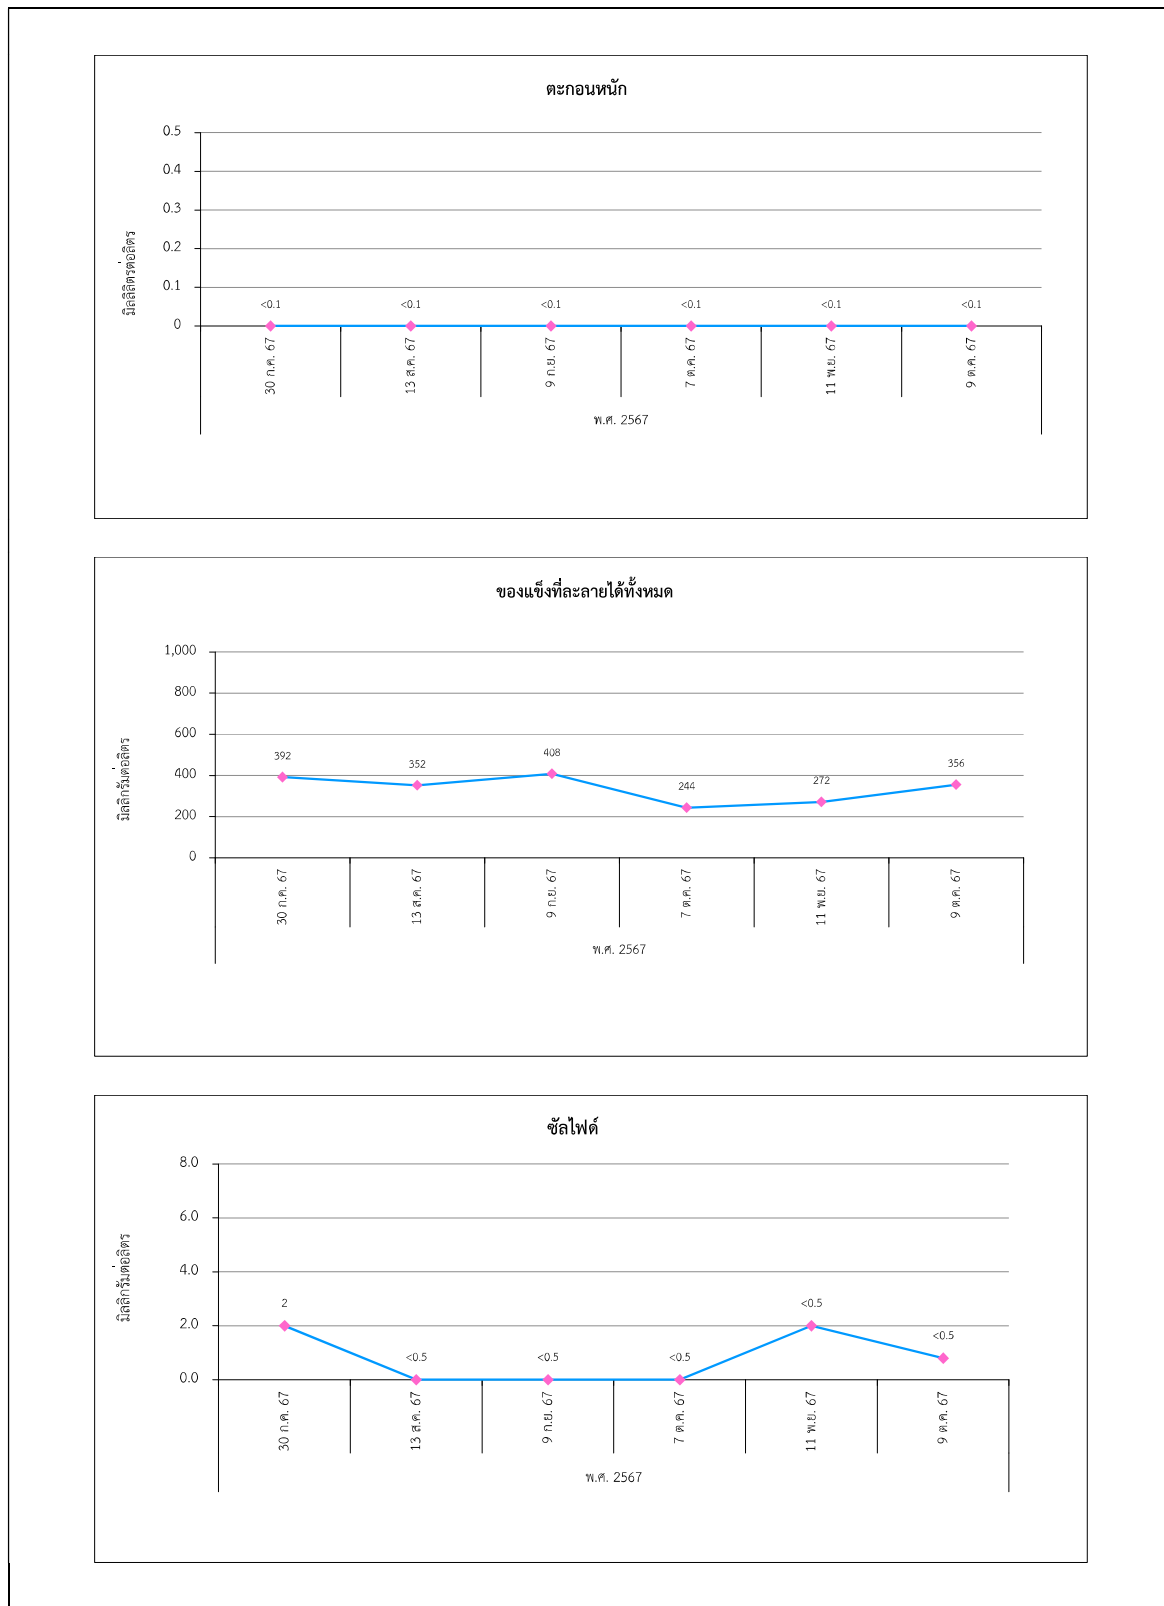 ตะกอนหนัก
มิลลิลิตรต่อลิตร
0.5
0.4
0.3
0.2
0.1
0
<0.1 <0.1 <0.1 <0.1 <0.1 <0.1
30 ก.ค. 67 13 ส.ค. 67 9 ก.ย. 67 7 ต.ค. 67 11 พ.ย. 67 9 ต.ค. 67
พ.ศ. 2567
ของแข็งที่ละลายได้ทั้งหมด
มิลลิกรัมต่อลิตร
1,000
800
600
400
200
0
392 352 408 244 272 356
30 ก.ค. 67 13 ส.ค. 67 9 ก.ย. 67 7 ต.ค. 67 11 พ.ย. 67 9 ต.ค. 67
พ.ศ. 2567
ซัลไฟด์
มิลลิกรัมต่อลิตร
8.0
6.0
4.0
2.0
0.0
2 <0.5 <0.5 <0.5 <0.5 <0.5
30 ก.ค. 67 13 ส.ค. 67 9 ก.ย. 67 7 ต.ค. 67 11 พ.ย. 67 9 ต.ค. 67
พ.ศ. 2567